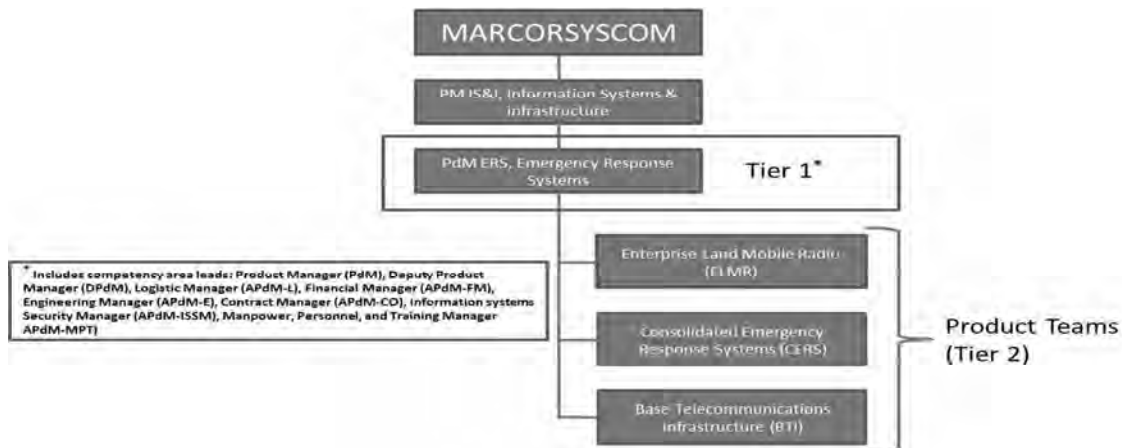 MARCORSYSCOM
PM IS&I, Information Systems &
infrastructure
PdM ERS, Emergency Response
Systems
Tier 1*
Enterprise Land Mobile Radio
(ELMR)
* Includes competency area leads: Product Manager (PdM), Deputy Product
Manager (DPdM), Logistic Manager (APdM-L), Financial Manager (APdM-FM),
Engineering Manager (APdM-E), Contract Manager (APdM-CO), Information systems
Security Manager (APdM-ISSM), Manpower, Personnel, and Training Manager
APdM-MPT)
Consolidated Emergency
Response Systems (CERS)
Product Teams
(Tier 2)
Base Telecommunications
infrastructure (BTI)